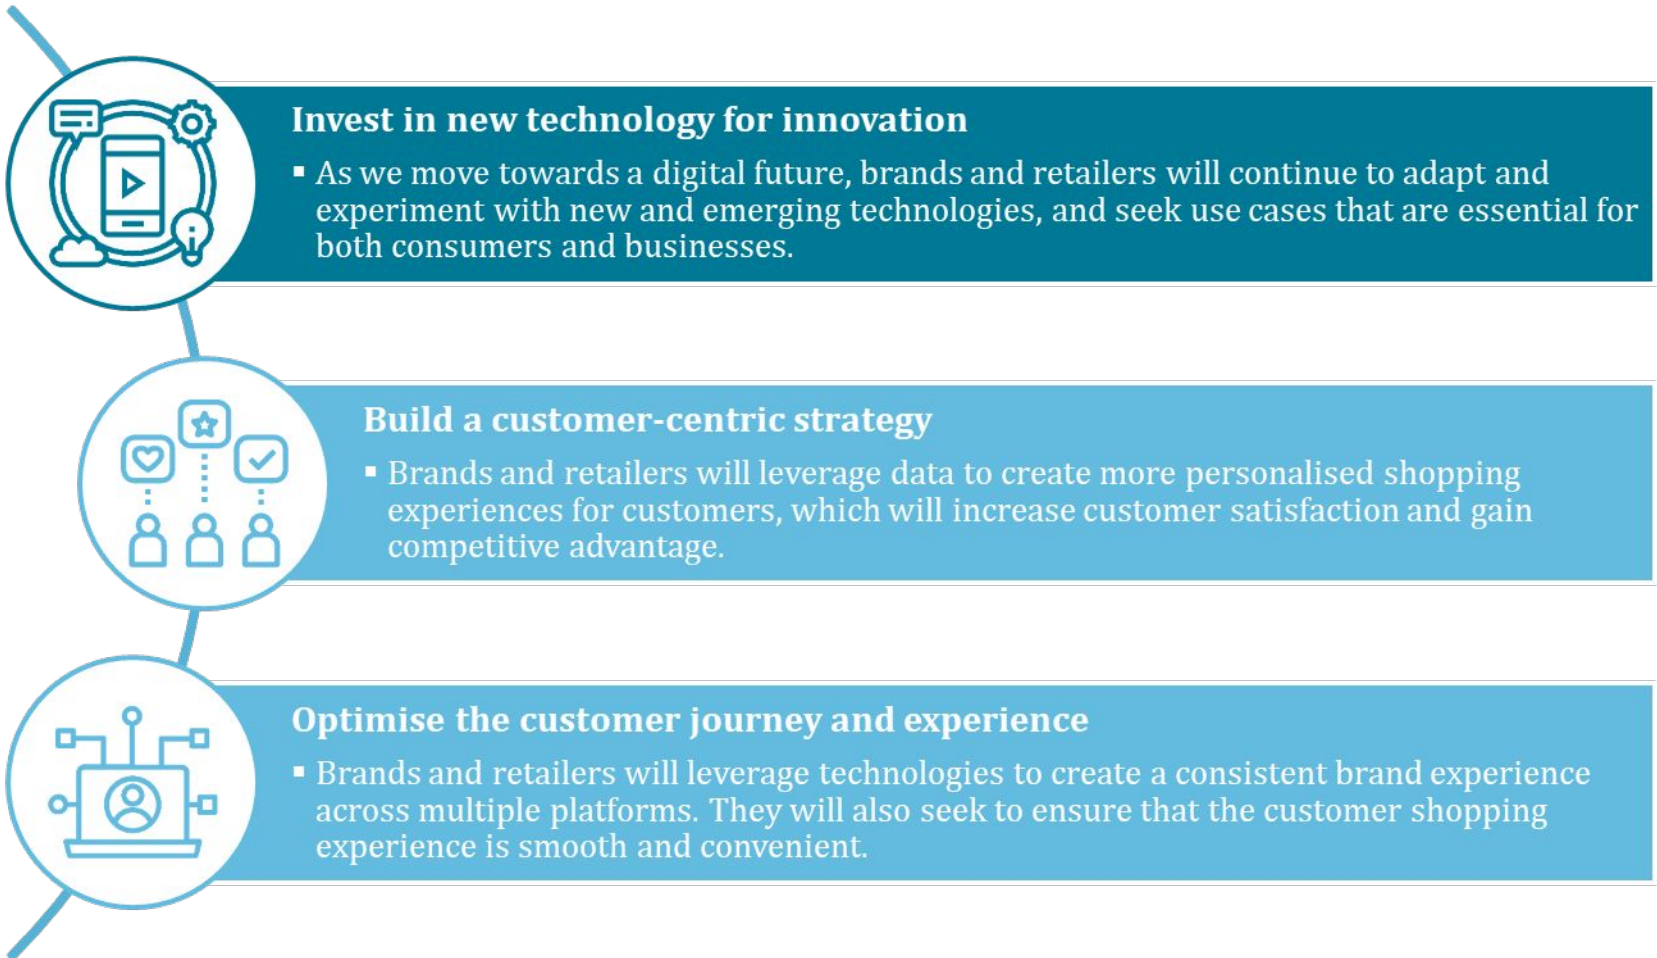 Invest in new technology for innovation
▪ As we move towards a digital future, brands and retailers will continue to adapt and
experiment with new and emerging technologies, and seek use cases that are essential for
both consumers and businesses.
Build a customer-centric strategy
▪ Brands and retailers will leverage data to create more personalised shopping
experiences for customers, which will increase customer satisfaction and gain
competitive advantage.
Optimise the customer journey and experience
▪ Brands and retailers will leverage technologies to create a consistent brand experience
across multiple platforms. They will also seek to ensure that the customer shopping
experience is smooth and convenient.